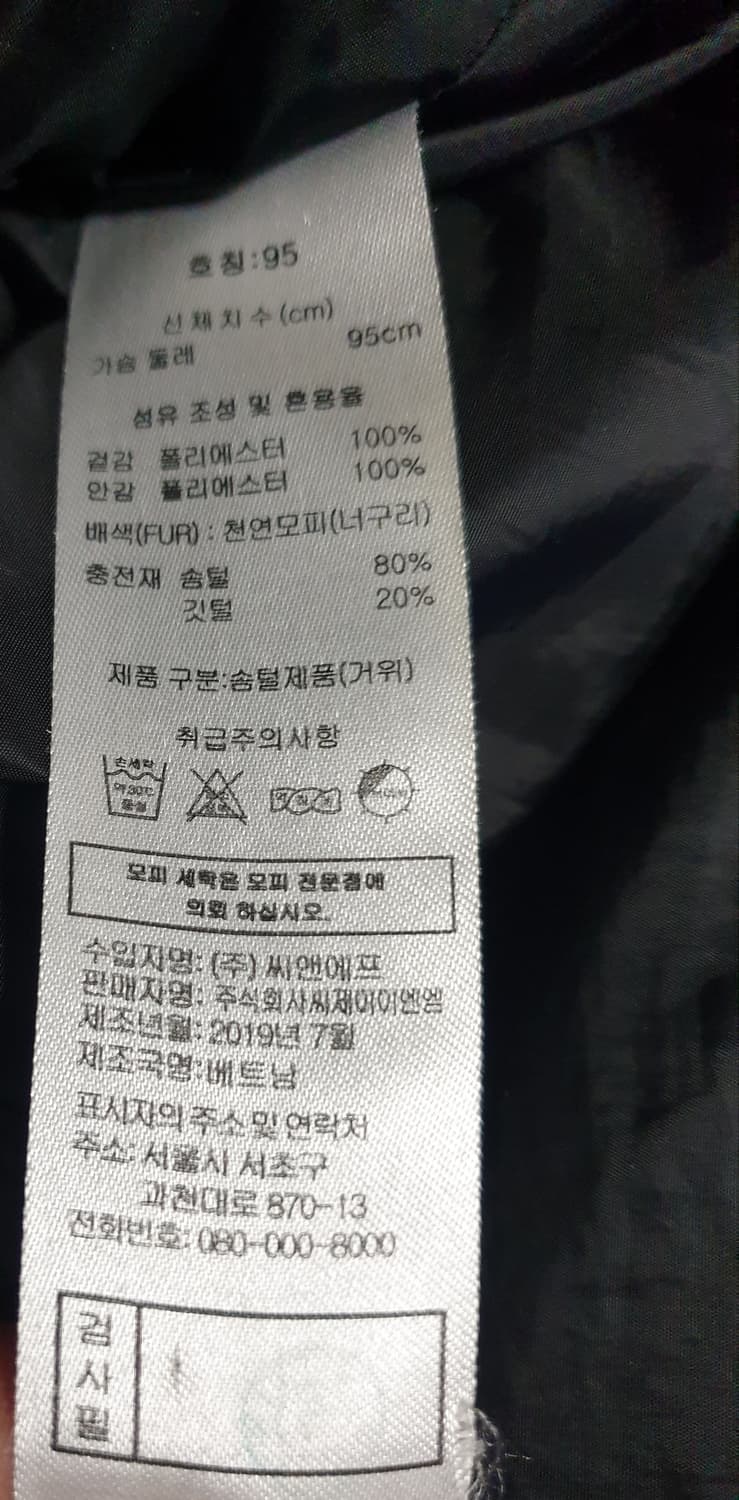 호칭:95
신체치수(cm)
가슴 둘레 95cm
섬유 조성 및 혼용율
겉감 폴리에스터 100%
안감 폴리에스터 100%
배색(FUR) : 천연모피(너구리)
충전재 솜털 80%
깃털 20%
제품 구분:솜털제품(거위)
취급주의사항
손세탁
약30℃
중성
모피 세탁은 모피 전문점에
의뢰 하십시오.
수입자명: (주)씨앤에프
판매자명: 주식회사씨제이이엔엠
제조년월: 2019년 7월
제조국명:베트남
표시자의 주소 및 연락처
주소: 서울시 서초구
과천대로 870-13
전화번호: 080-000-8000
검사필